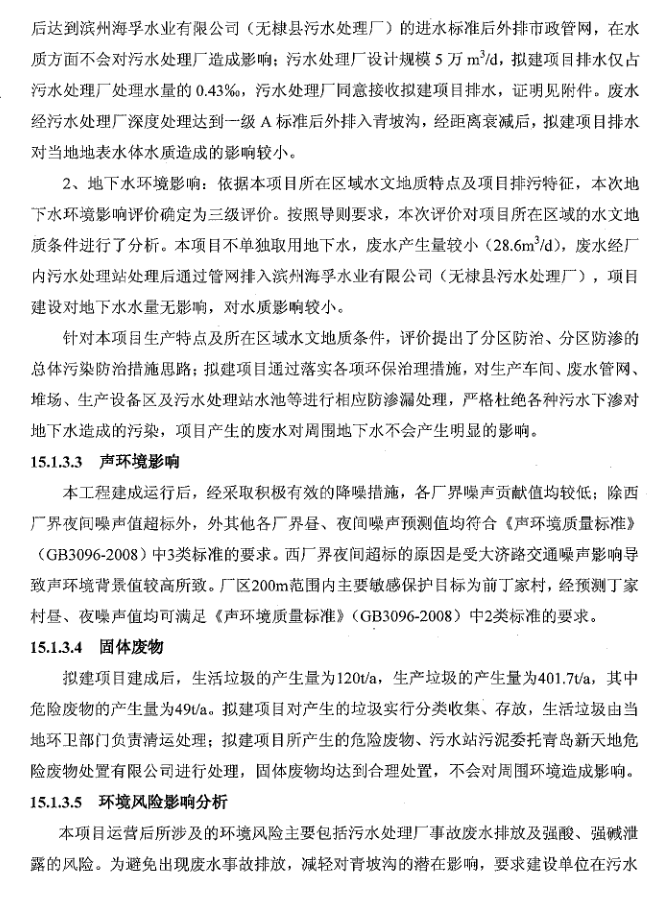 后达到滨州海孚水业有限公司（无棣县污水处理厂）的进水标准后外排市政管网，在水
质方面不会对污水处理厂造成影响；污水处理厂设计规模 5 万 m³/d，拟建项目排水仅占
污水处理厂处理水量的 0.43‰，污水处理厂同意接收拟建项目排水，证明见附件。废水
经污水处理厂深度处理达到一级 A 标准后外排入青坡沟，经距离衰减后，拟建项目排水
对当地地表水体水质造成的影响较小。
2、地下水环境影响：依据本项目所在区域水文地质特点及项目排污特征，本次地
下水环境影响评价确定为三级评价。按照导则要求，本次评价对项目所在区域的水文地
质条件进行了分析。本项目不单独取用地下水，废水产生量较小（28.6m³/d），废水经厂
内污水处理站处理后通过管网排入滨州海孚水业有限公司（无棣县污水处理厂），项目
建设对地下水水量无影响，对水质影响较小。
针对本项目生产特点及所在区域水文地质条件，评价提出了分区防治、分区防渗的
总体污染防治措施思路；拟建项目通过落实各项环保治理措施，对生产车间、废水管网、
堆场、生产设备区及污水处理站水池等进行相应防渗漏处理，严格杜绝各种污水下渗对
地下水造成的污染，项目产生的废水对周围地下水不会产生明显的影响。
15.1.3.3 声环境影响
本工程建成运行后，经采取积极有效的降噪措施，各厂界噪声贡献值均较低；除西
厂界夜间噪声值超标外，外其他各厂界昼、夜间噪声预测值均符合《声环境质量标准》
（GB3096-2008）中3类标准的要求。西厂界夜间超标的原因是受大济路交通噪声影响导
致声环境背景值较高所致。厂区200m范围内主要敏感保护目标为前丁家村，经预测丁家
村昼、夜噪声值均可满足《声环境质量标准》（GB3096-2008）中2类标准的要求。
15.1.3.4 固体废物
拟建项目建成后，生活垃圾的产生量为120t/a，生产垃圾的产生量为401.7t/a，其中
危险废物的产生量为49t/a。拟建项目对产生的垃圾实行分类收集、存放，生活垃圾由当
地环卫部门负责清运处理；拟建项目所产生的危险废物、污水站污泥委托青岛新天地危
险废物处置有限公司进行处理，固体废物均达到合理处置，不会对周围环境造成影响。
15.1.3.5 环境风险影响分析
本项目运营后所涉及的环境风险主要包括污水处理厂事故废水排放及强酸、强碱泄
露的风险。为避免出现废水事故排放，减轻对青坡沟的潜在影响，要求建设单位在污水